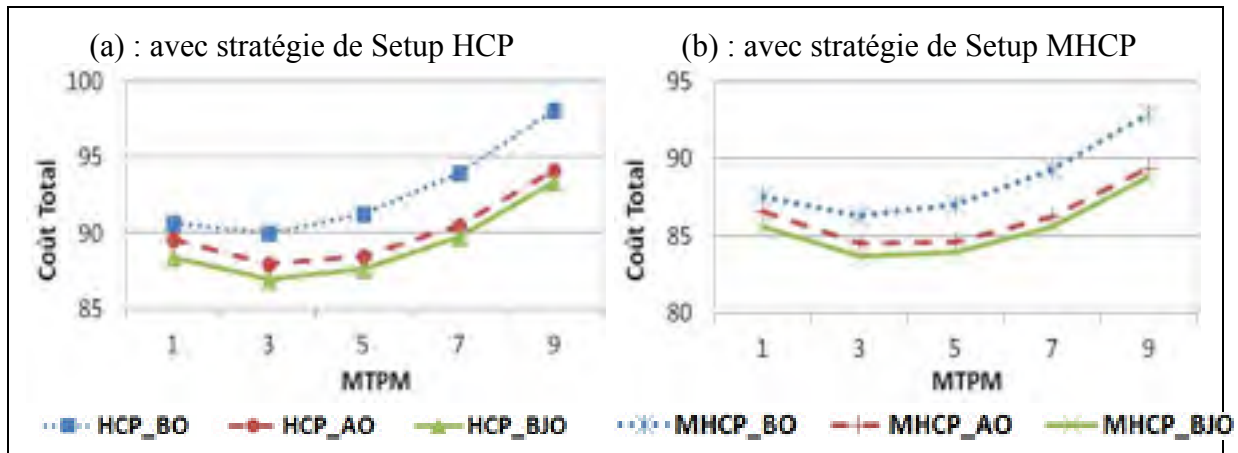 (a) : avec stratégie de Setup HCP
100
95
90
85
Coût Total
1 3 5 7 9
MTPM
HCP_BO HCP_AO HCP_BJO
(b) : avec stratégie de Setup MHCP
95
90
85
80
Coût Total
1 3 5 7 9
MTPM
MHCP_BO MHCP_AO MHCP_BJO